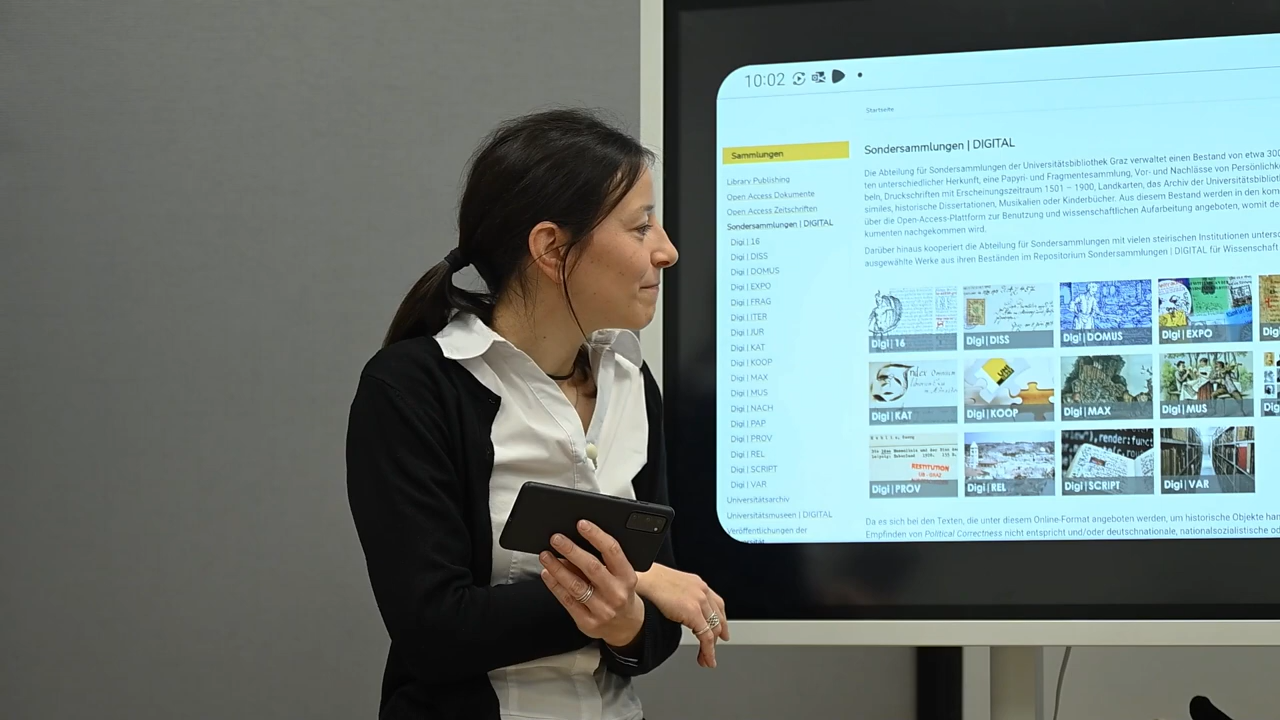 10:02
Startseite
Sammlungen
Library Publishing
Open Access Dokumente
Open Access Zeitschriften
Sondersammlungen | DIGITAL
Digi | 16
Digi | DISS
Digi | DOMUS
Digi | EXPO
Digi | FRAG
Digi | ITER
Digi | JUR
Digi | KAT
Digi | KOOP
Digi | MAX
Digi | MUS
Digi | NACH
Digi | PAP
Digi | PROV
Digi | REL
Digi | SCRIPT
Digi | VAR
Universitätsarchiv
Universitätsmuseen | DIGITAL
Veröffentlichungen der
Sondersammlungen | DIGITAL
Die Abteilung für Sondersammlungen der Universitätsbibliothek Graz verwaltet einen Bestand von etwa 300
ten unterschiedlicher Herkunft, eine Papyri- und Fragmentesammlung, Vor- und Nachlässe von Persönlichke
beln, Druckschriften mit Erscheinungszeitraum 1501 – 1900, Landkarten, das Archiv der Universitätsbiblioth
similes, historische Dissertationen, Musikalien oder Kinderbücher. Aus diesem Bestand werden in den kom
über die Open-Access-Plattform zur Benutzung und wissenschaftlichen Aufarbeitung angeboten, womit de
kumenten nachgekommen wird.
Darüber hinaus kooperiert die Abteilung für Sondersammlungen mit vielen steirischen Institutionen untersc
ausgewählte Werke aus ihren Beständen im Repositorium Sondersammlungen | DIGITAL für Wissenschaft
Digi | 16
Digi | DISS
Digi | DOMUS
Digi | EXPO
Digi
Digi | KAT
Digi | KOOP
Digi | MAX
Digi | MUS
Digi
RESTITUTION
UB - GRAZ
Digi | PROV
Digi | REL
Digi | SCRIPT
Digi | VAR
Da es sich bei den Texten, die unter diesem Online-Format angeboten werden, um historische Objekte han
Empfinden von Political Correctness nicht entspricht und/oder deutschnationale, nationalsozialistische od